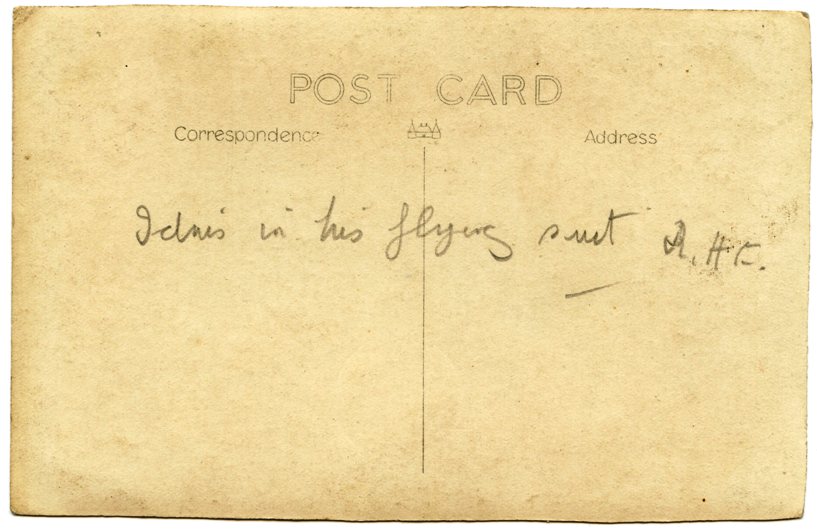 POST CARD
Correspondence
Address
Idris in his flying suit